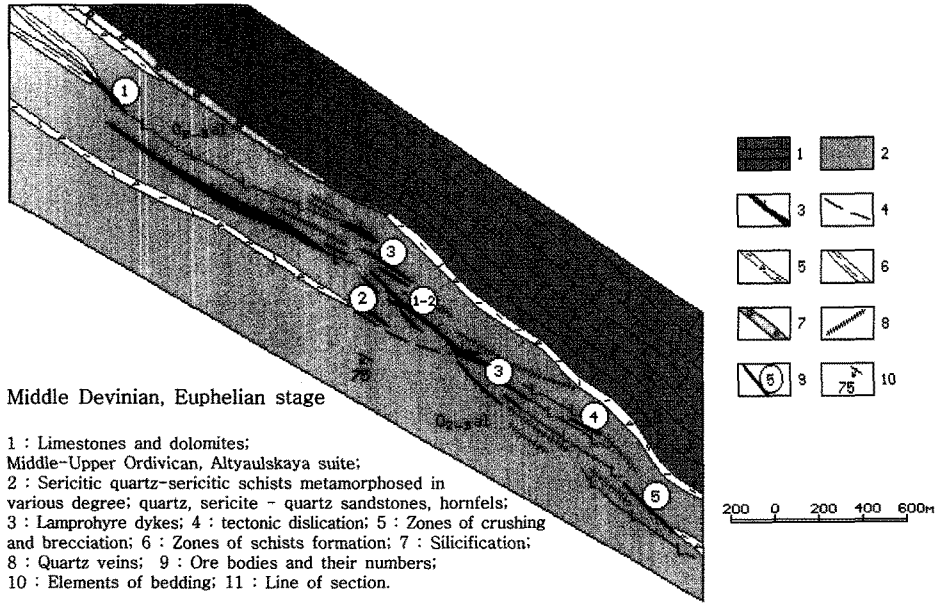 1
O₂₋₃al
3
1-2
2
75
3
O₂₋₃al
4
5
1 2
3 4
5 6
7 8
5 9
75 10
200 0 200 400 600м
Middle Devinian, Euphelian stage
1 : Limestones and dolomites;
Middle-Upper Ordivican, Altyaulskaya suite;
2 : Sericitic quartz-sericitic schists metamorphosed in
various degree; quartz, sericite - quartz sandstones, hornfels;
3 : Lamprohyre dykes; 4 : tectonic dislication; 5 : Zones of crushing
and brecciation; 6 : Zones of schists formation; 7 : Silicification;
8 : Quartz veins; 9 : Ore bodies and their numbers;
10 : Elements of bedding; 11 : Line of section.